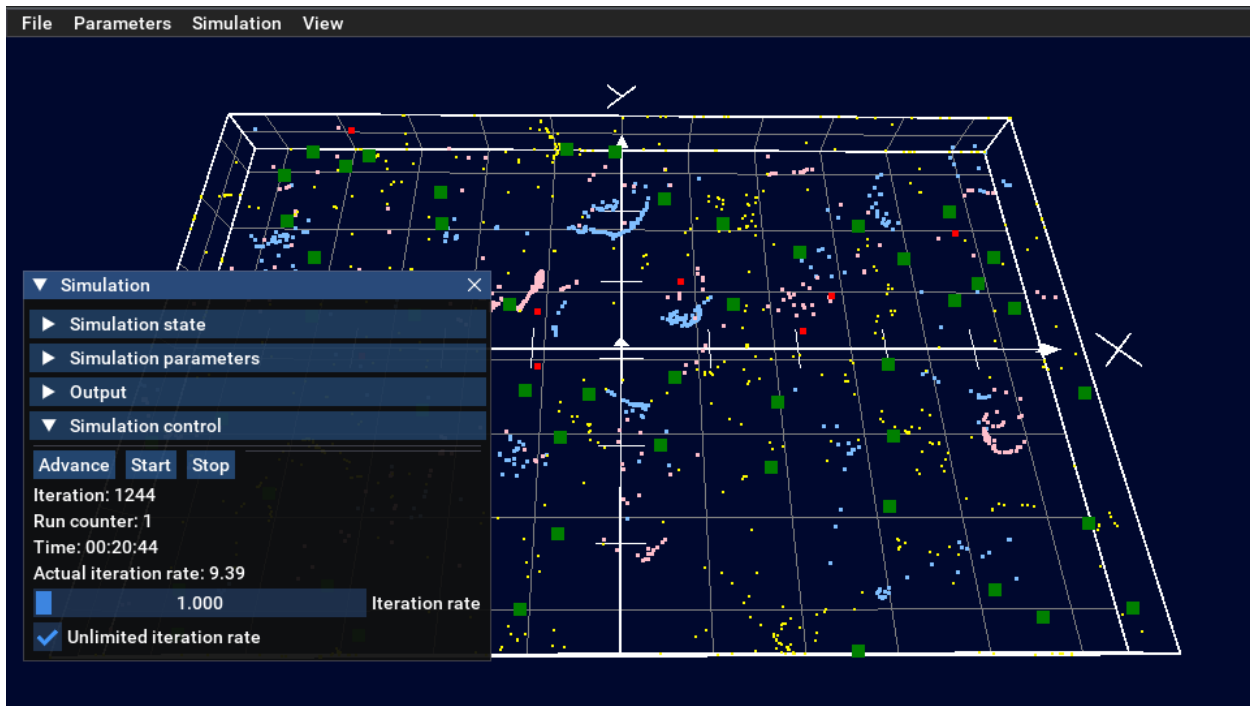 File Parameters Simulation View
Y
X
Simulation
Simulation state
Simulation parameters
Output
Simulation control
Advance Start Stop
Iteration: 1244
Run counter: 1
Time: 00:20:44
Actual iteration rate: 9.39
1.000 Iteration rate
Unlimited iteration rate